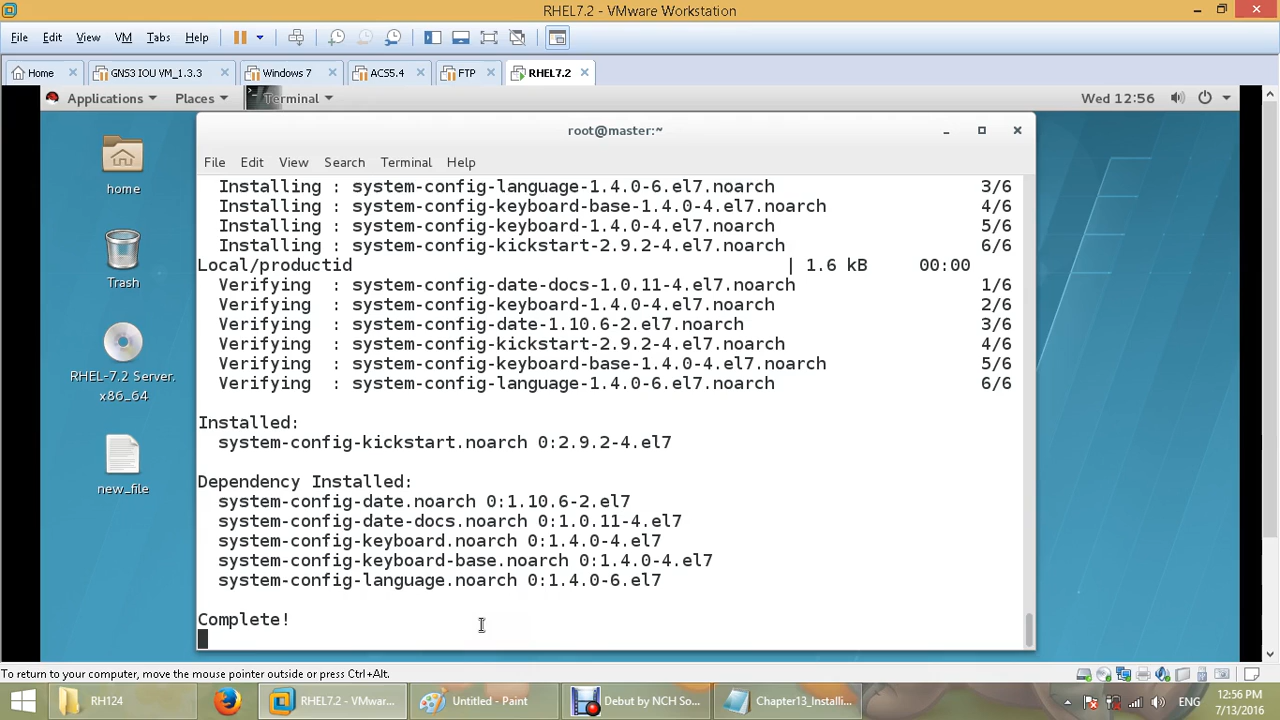 RHEL7.2 - VMware Workstation
File Edit View VM Tabs Help
Home GNS3 IOU VM_1.3.3 Windows 7 ACS5.4 FTP RHEL7.2
Applications Places Terminal Wed 12:56
root@master:~
File Edit View Search Terminal Help
Installing : system-config-language-1.4.0-6.el7.noarch 3/6
Installing : system-config-keyboard-base-1.4.0-4.el7.noarch 4/6
Installing : system-config-keyboard-1.4.0-4.el7.noarch 5/6
Installing : system-config-kickstart-2.9.2-4.el7.noarch 6/6
Local/productid | 1.6 kB 00:00
Verifying : system-config-date-docs-1.0.11-4.el7.noarch 1/6
Verifying : system-config-keyboard-1.4.0-4.el7.noarch 2/6
Verifying : system-config-date-1.10.6-2.el7.noarch 3/6
Verifying : system-config-kickstart-2.9.2-4.el7.noarch 4/6
Verifying : system-config-keyboard-base-1.4.0-4.el7.noarch 5/6
Verifying : system-config-language-1.4.0-6.el7.noarch 6/6
Installed:
system-config-kickstart.noarch 0:2.9.2-4.el7
Dependency Installed:
system-config-date.noarch 0:1.10.6-2.el7
system-config-date-docs.noarch 0:1.0.11-4.el7
system-config-keyboard.noarch 0:1.4.0-4.el7
system-config-keyboard-base.noarch 0:1.4.0-4.el7
system-config-language.noarch 0:1.4.0-6.el7
Complete!
home
Trash
RHEL-7.2 Server.
x86_64
new_file
To return to your computer, move the mouse pointer outside or press Ctrl+Alt.
RH124 RHEL7.2 - VMwar... Untitled - Paint Debut by NCH So... Chapter13_Installi... ENG 12:56 PM
7/13/2016